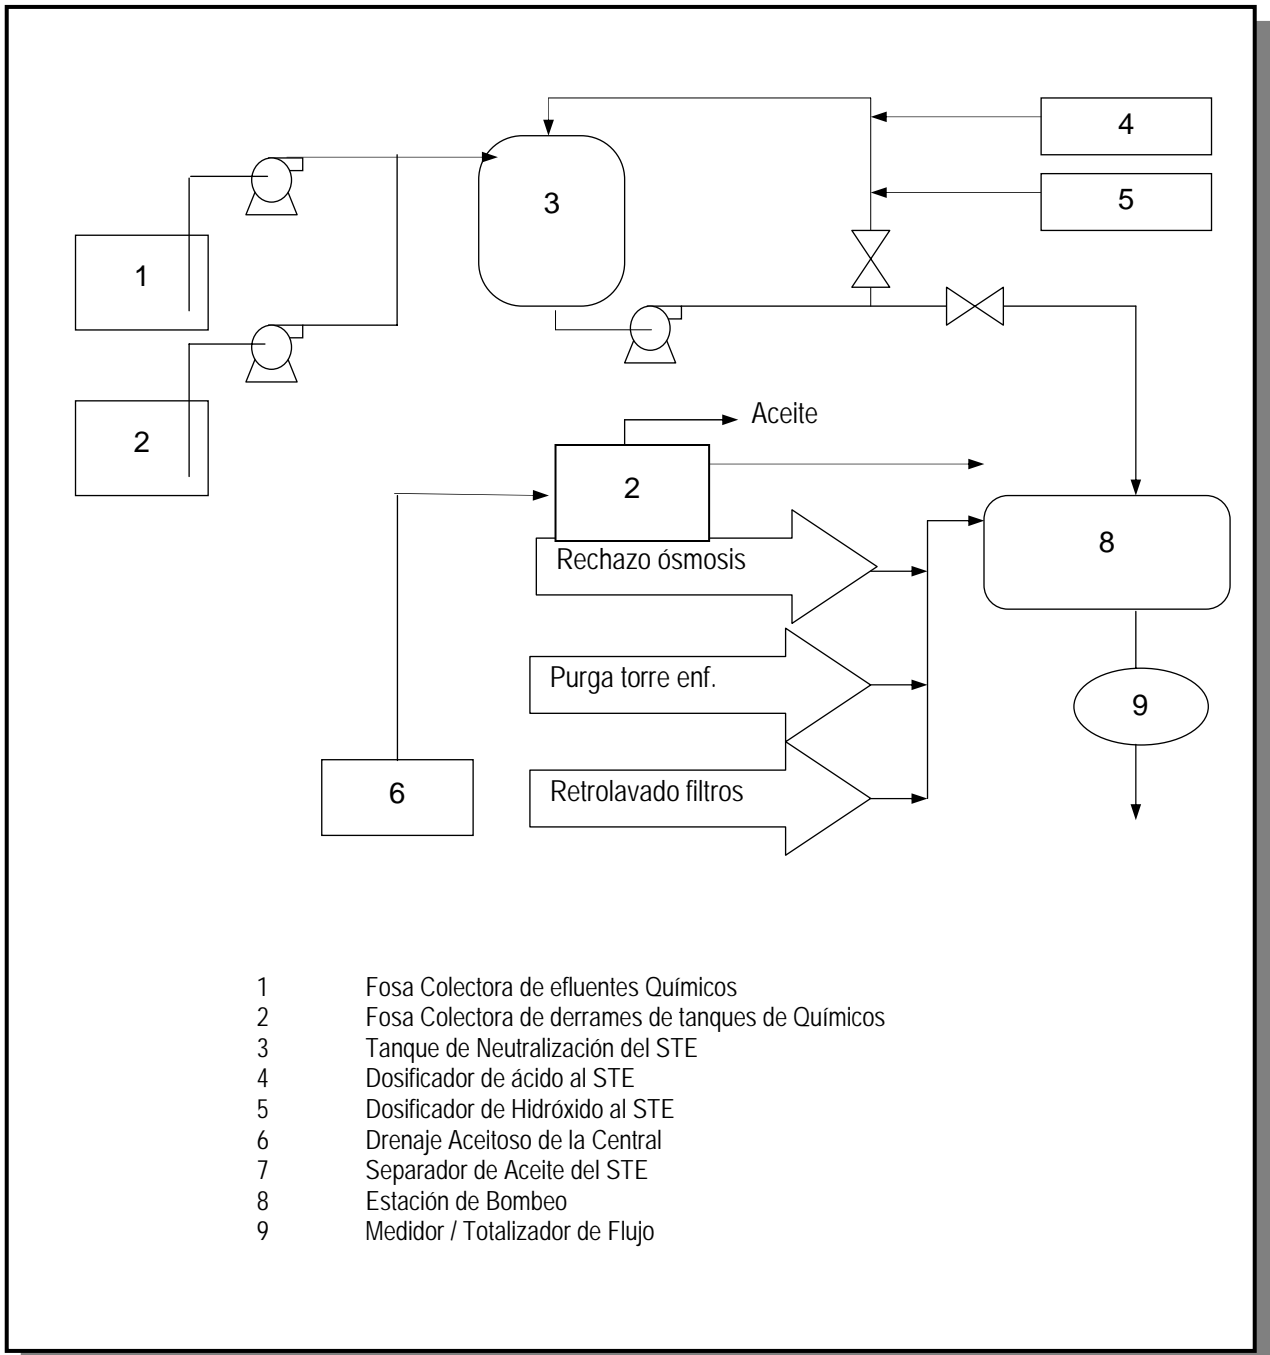 4
3
5
1
Aceite
2
2
8
Rechazo ósmosis
Purga torre enf.
9
6
Retrolavado filtros
1 Fosa Colectora de efluentes Químicos
2 Fosa Colectora de derrames de tanques de Químicos
3 Tanque de Neutralización del STE
4 Dosificador de ácido al STE
5 Dosificador de Hidróxido al STE
6 Drenaje Aceitoso de la Central
7 Separador de Aceite del STE
8 Estación de Bombeo
9 Medidor / Totalizador de Flujo